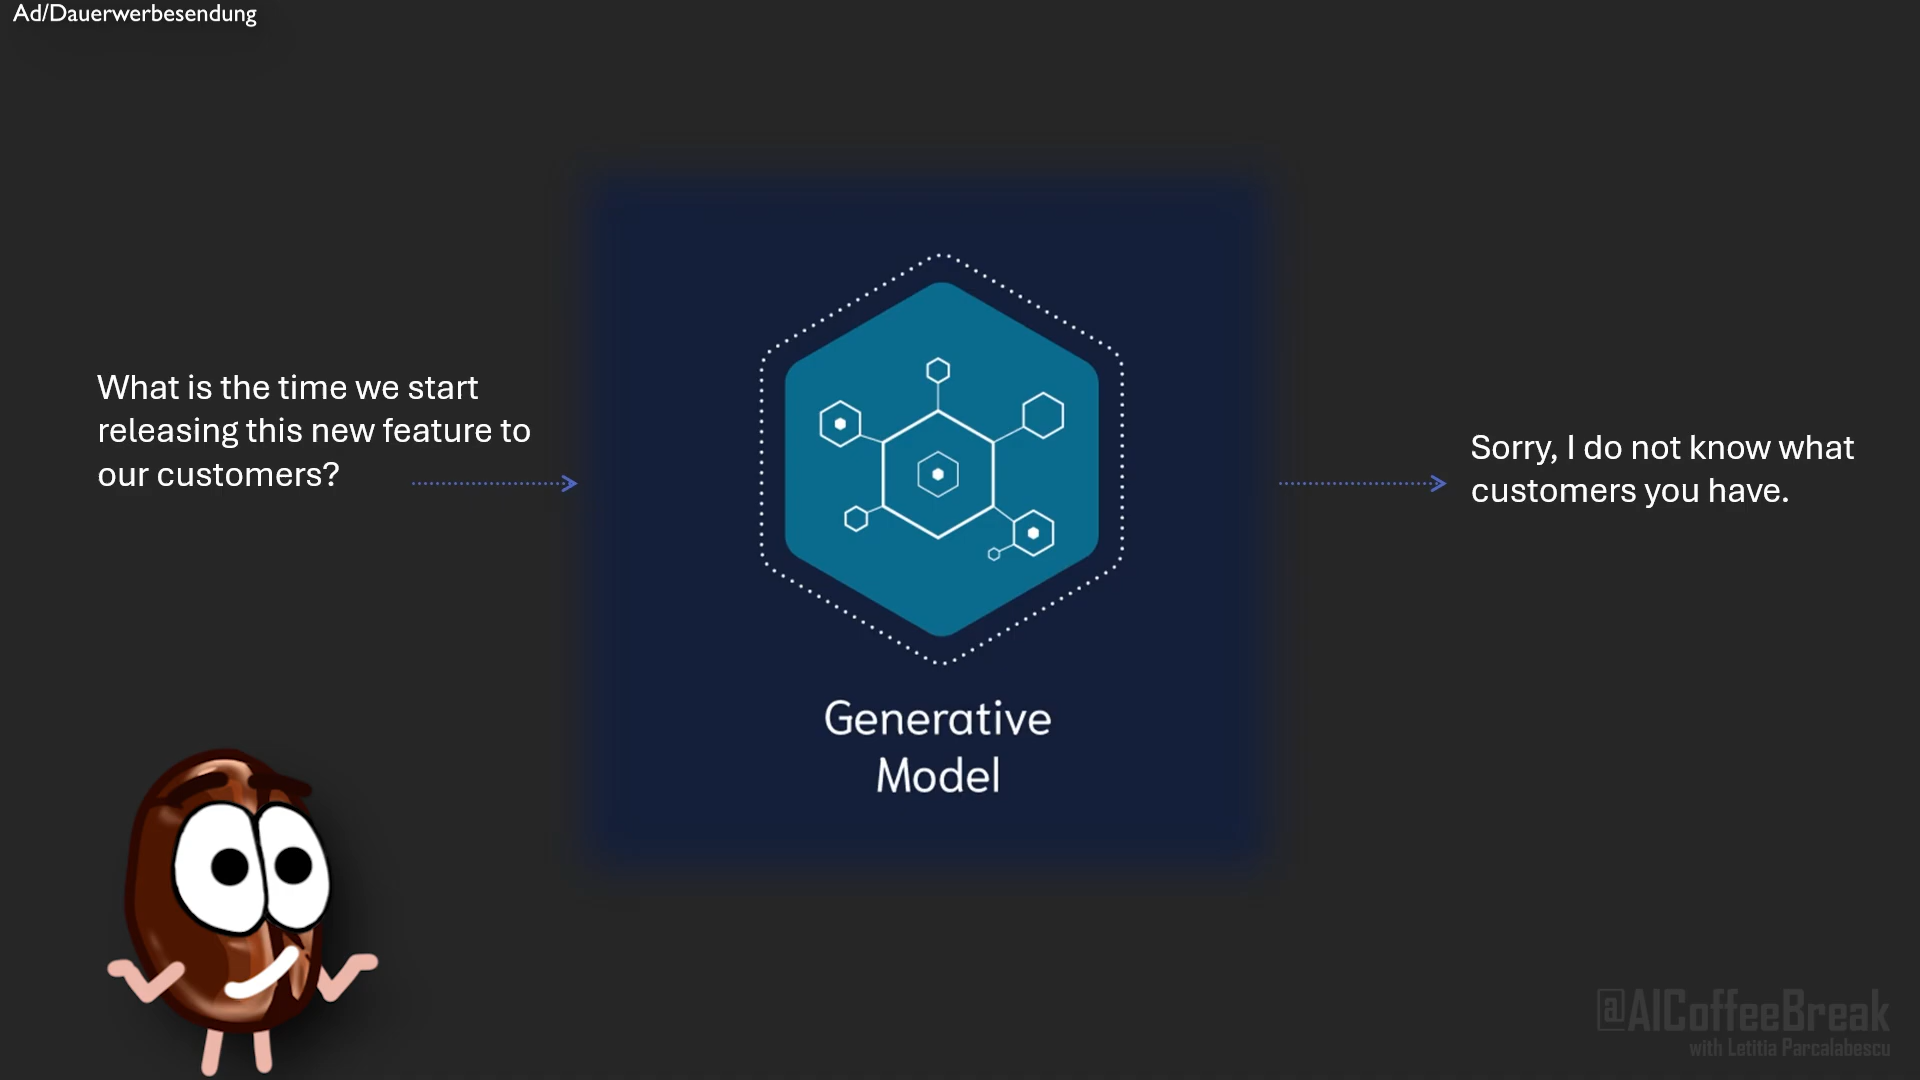 Ad/Dauerwerbesendung
What is the time we start
releasing this new feature to
our customers?
Sorry, I do not know what
customers you have.
Generative
Model
@AICoffeeBreak
with Letitia Parcalabescu